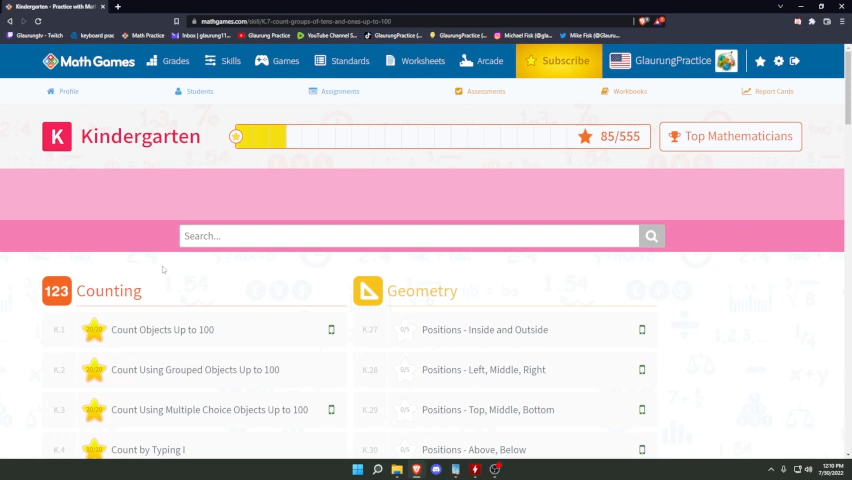 Kindergarten - Practice with Mat
mathgames.com/skill/K.7-count-groups-of-tens-and-ones-up-to-100
Glaurungtv - Twitch
keyboard prac
Math Practice
Inbox | glaurung11...
Glaurung Practice
YouTube Channel S...
GlaurungPractice (...
GlaurungPractice (...
Michael Fisk (@gla...
Mike Fisk (@Glauru...
Math Games
Grades
Skills
Games
Standards
Worksheets
Arcade
Subscribe
GlaurungPractice
Profile
Students
Assignments
Assessments
Workbooks
Report Cards
K
Kindergarten
85/555
Top Mathematicians
Search...
123
Counting
Geometry
K.1
20/20
Count Objects Up to 100
K.27
0/5
Positions - Inside and Outside
K.2
20/20
Count Using Grouped Objects Up to 100
K.28
0/5
Positions - Left, Middle, Right
K.3
20/20
Count Using Multiple Choice Objects Up to 100
K.29
0/5
Positions - Top, Middle, Bottom
K.4
Count by Typing I
K.30
0/5
Positions - Above, Below
12:10 PM
7/30/2022